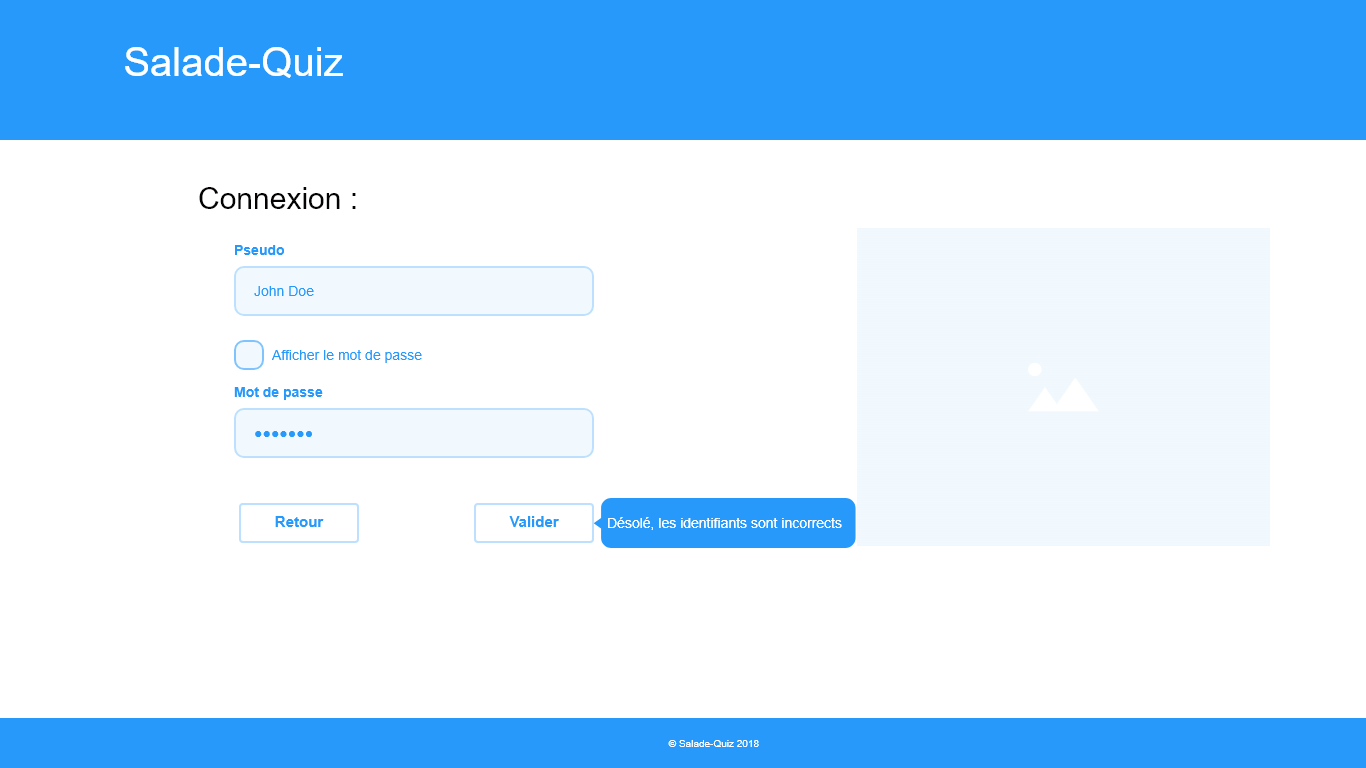 Salade-Quiz
Connexion :
Pseudo
John Doe
Afficher le mot de passe
Mot de passe
•••••••
Retour
Valider
Désolé, les identifiants sont incorrects
© Salade-Quiz 2018